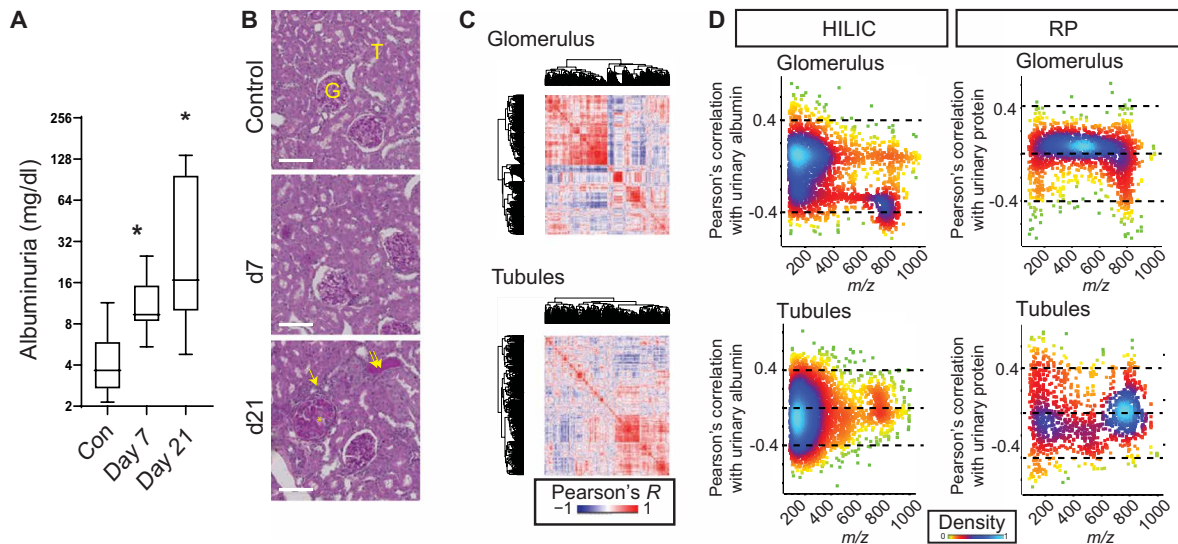 A
Albuminuria (mg/dl)
256
128
64
32
16
8
4
2
*
*
Con
Day 7
Day 21
B
Control
d7
d21
G
T
C
Glomerulus
Tubules
Pearson's R
−1
1
D
HILIC
RP
Glomerulus
Pearson's correlation
with urinary albumin
0.4
-0.4
200
400
600
800
1000
m/z
Glomerulus
Pearson's correlation
with urinary protein
0.4
-0.4
200
400
600
800
1000
m/z
Tubules
Pearson's correlation
with urinary albumin
0.4
-0.4
200
400
600
800
1000
m/z
Tubules
Pearson's correlation
with urinary protein
0.4
-0.4
200
400
600
800
1000
Density
0
1
m/z